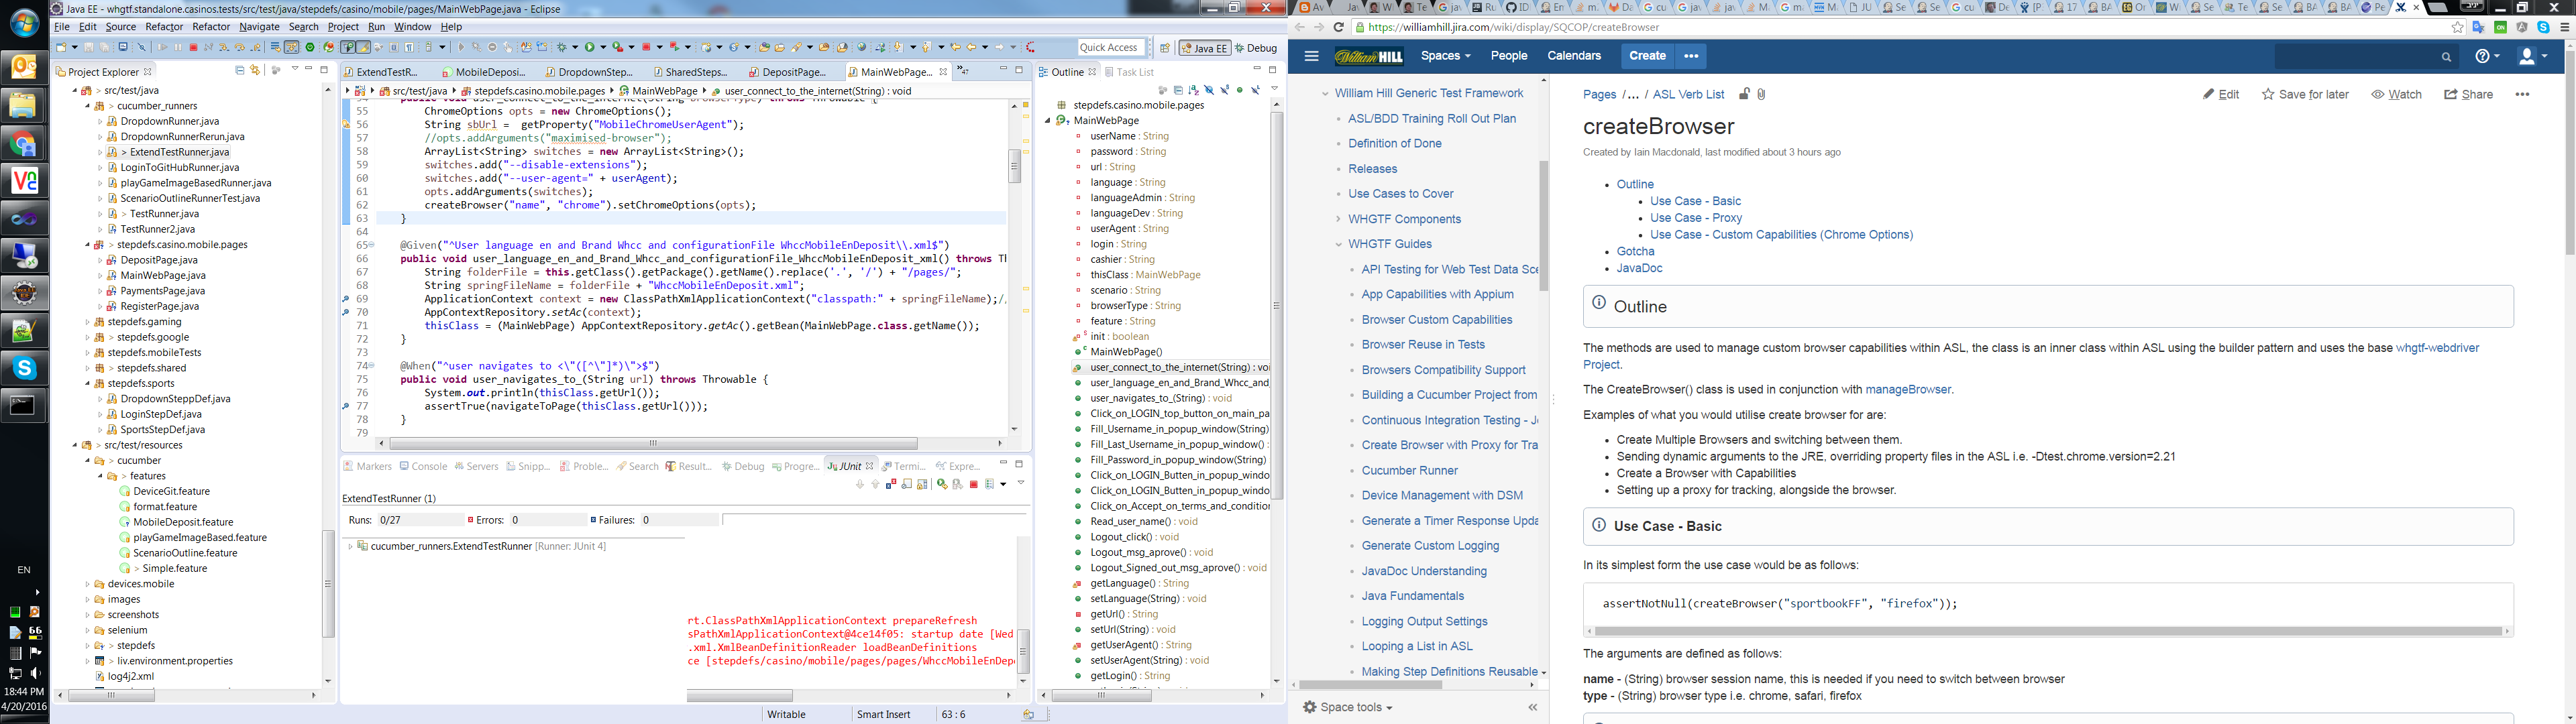 Java EE - whgtf.standalone.casinos.tests/src/test/java/stepdefs/casino/mobile/pages/MainWebPage.java - Eclipse
File Edit Source Refactor Refactor Navigate Search Project Run Window Help
Quick Access
Java EE
Debug
Project Explorer
src/test/java
cucumber_runners
DropdownRunner.java
DropdownRunnerRerun.java
> ExtendTestRunner.java
LoginToGitHubRunner.java
playGameImageBasedRunner.java
ScenarioOutlineRunnerTest.java
> TestRunner.java
TestRunner2.java
> stepdefs.casino.mobile.pages
DepositPage.java
MainWebPage.java
PaymentsPage.java
RegisterPage.java
stepdefs.gaming
> stepdefs.google
stepdefs.mobileTests
> stepdefs.shared
stepdefs.sports
DropdownSteppDef.java
LoginStepDef.java
SportsStepDef.java
> src/test/resources
> cucumber
> features
DeviceGit.feature
format.feature
MobileDeposit.feature
playGameImageBased.feature
ScenarioOutline.feature
> Simple.feature
devices.mobile
images
screenshots
selenium
> stepdefs
> liv.environment.properties
log4j2.xml
EN
18:44 PM
4/20/2016
ExtendTestR...
MobileDeposi...
DropdownStep...
SharedSteps...
DepositPage...
MainWebPage...
»47
src/test/java
stepdefs.casino.mobile.pages
MainWebPage
user_connect_to_the_internet(String) : void
54 public void user_connect_to_the_internet(String browserType) throws Throwable {
55 ChromeOptions opts = new ChromeOptions();
56 String sbUrl = getProperty("MobileChromeUserAgent");
57 //opts.addArguments("maximised-browser");
58 ArrayList<String> switches = new ArrayList<String>();
59 switches.add("--disable-extensions");
60 switches.add("--user-agent=" + userAgent);
61 opts.addArguments(switches);
62 createBrowser("name", "chrome").setChromeOptions(opts);
63 }
64
65 @Given("^User language en and Brand Whcc and configurationFile WhccMobileEnDeposit\\.xml$")
66 public void user_language_en_and_Brand_Whcc_and_configurationFile_WhccMobileEnDeposit_xml() throws Th
67 String folderFile = this.getClass().getPackage().getName().replace('.', '/') + "/pages/";
68 String springFileName = folderFile + "WhccMobileEnDeposit.xml";
69 ApplicationContext context = new ClassPathXmlApplicationContext("classpath:" + springFileName);/.
70 AppContextRepository.setAc(context);
71 thisClass = (MainWebPage) AppContextRepository.getAc().getBean(MainWebPage.class.getName());
72 }
73
74 @When("^user navigates to <\"([^\"]*)\">$")
75 public void user_navigates_to_(String url) throws Throwable {
76 System.out.println(thisClass.getUrl());
77 assertTrue(navigateToPage(thisClass.getUrl()));
78 }
79
Markers Console Servers Snipp... Proble... Search Result... Debug Progre... JUnit Termi... Expre...
ExtendTestRunner (1)
Runs: 0/27 Errors: 0 Failures: 0
cucumber_runners.ExtendTestRunner [Runner: JUnit 4]
rt.ClassPathXmlApplicationContext prepareRefresh
sPathXmlApplicationContext@4ce14f05: startup date [Wed
.xml.XmlBeanDefinitionReader loadBeanDefinitions
ce [stepdefs/casino/mobile/pages/pages/WhccMobileEnDepo
Writable Smart Insert 63 : 6
Outline Task List
stepdefs.casino.mobile.pages
MainWebPage
userName : String
password : String
url : String
language : String
languageAdmin : String
languageDev : String
userAgent : String
login : String
cashier : String
thisClass : MainWebPage
scenario : String
browserType : String
feature : String
init : boolean
MainWebPage()
user_connect_to_the_internet(String) : voi
user_language_en_and_Brand_Whcc_and_
user_navigates_to_(String) : void
Click_on_LOGIN_top_button_on_main_pa
Fill_Username_in_popup_window(String)
Fill_Last_Username_in_popup_window() :
Fill_Password_in_popup_window(String)
Click_on_LOGIN_Butten_in_popup_windo
Click_on_LOGIN_Butten_in_popup_windo
Click_on_Accept_on_terms_and_condition
Read_user_name() : void
Logout_click() : void
Logout_msg_aprove() : void
Logout_Signed_out_msg_aprove() : void
getLanguage() : String
setLanguage(String) : void
getUrl() : String
setUrl(String) : void
getUserAgent() : String
setUserAgent(String) : void
getLogin() : String
https://williamhill.jira.com/wiki/display/SQCOP/createBrowser
William HILL Spaces People Calendars Create
William Hill Generic Test Framework
ASL/BDD Training Roll Out Plan
Definition of Done
Releases
Use Cases to Cover
WHGTF Components
WHGTF Guides
API Testing for Web Test Data Sce
App Capabilities with Appium
Browser Custom Capabilities
Browser Reuse in Tests
Browsers Compatibility Support
Building a Cucumber Project from
Continuous Integration Testing - Je
Create Browser with Proxy for Tra
Cucumber Runner
Device Management with DSM
Generate a Timer Response Upda
Generate Custom Logging
JavaDoc Understanding
Java Fundamentals
Logging Output Settings
Looping a List in ASL
Making Step Definitions Reusable
Space tools
Pages /... / ASL Verb List
Edit Save for later Watch Share
createBrowser
Created by Iain Macdonald, last modified about 3 hours ago
Outline
Use Case - Basic
Use Case - Proxy
Use Case - Custom Capabilities (Chrome Options)
Gotcha
JavaDoc
Outline
The methods are used to manage custom browser capabilities within ASL, the class is an inner class within ASL using the builder pattern and uses the base whgtf-webdriver
Project.
The CreateBrowser() class is used in conjunction with manageBrowser.
Examples of what you would utilise create browser for are:
Create Multiple Browsers and switching between them.
Sending dynamic arguments to the JRE, overriding property files in the ASL i.e. -Dtest.chrome.version=2.21
Create a Browser with Capabilities
Setting up a proxy for tracking, alongside the browser.
Use Case - Basic
In its simplest form the use case would be as follows:
assertNotNull(createBrowser("sportbookFF", "firefox"));
The arguments are defined as follows:
name - (String) browser session name, this is needed if you need to switch between browser
type - (String) browser type i.e. chrome, safari, firefox